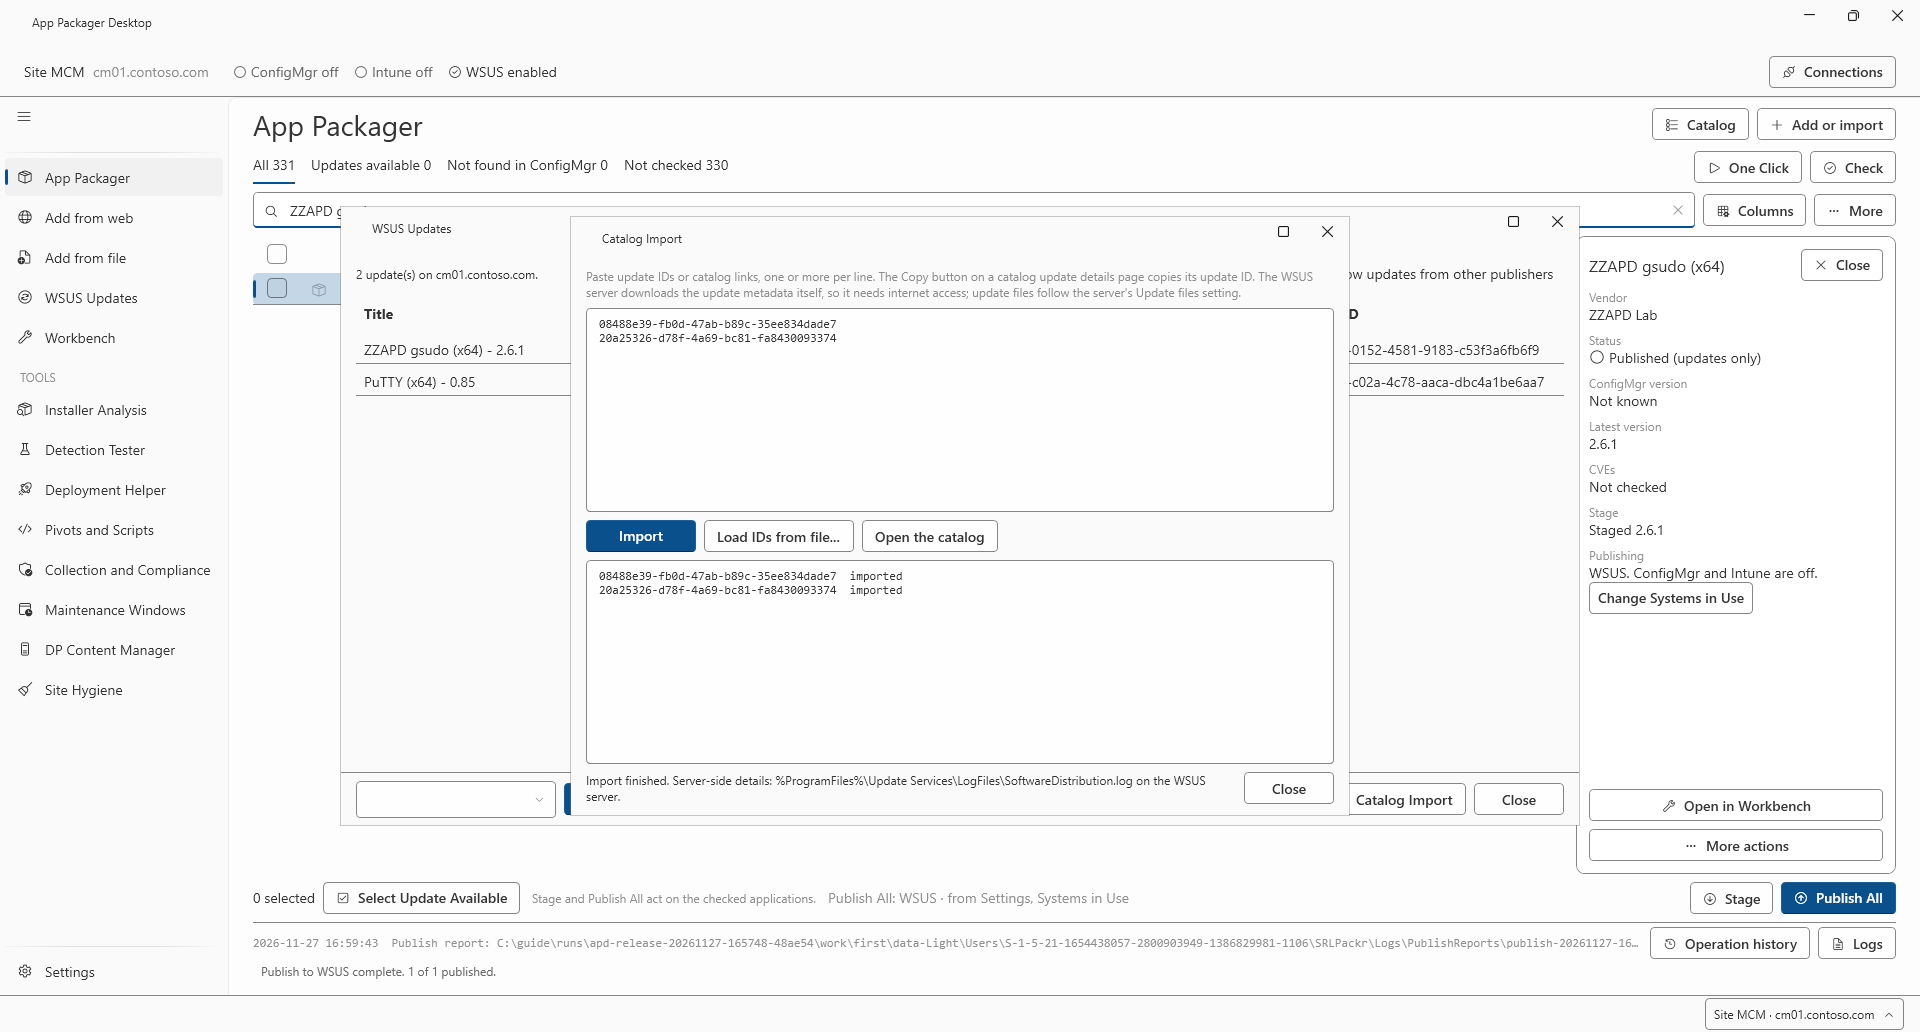 App Packager Desktop
Site MCM cm01.contoso.com ConfigMgr off Intune off WSUS enabled
Connections
App Packager
Add from web
Add from file
WSUS Updates
Workbench
TOOLS
Installer Analysis
Detection Tester
Deployment Helper
Pivots and Scripts
Collection and Compliance
Maintenance Windows
DP Content Manager
Site Hygiene
Settings
App Packager
Catalog
Add or import
All 331 Updates available 0 Not found in ConfigMgr 0 Not checked 330
One Click
Check
ZZAPD
Columns
More
WSUS Updates
2 update(s) on cm01.contoso.com.
updates from other publishers
Title
ZZAPD gsudo (x64) - 2.6.1
-0152-4581-9183-c53f3a6fb6f9
PuTTY (x64) - 0.85
-c02a-4c78-aaca-dbc4a1be6aa7
Catalog Import
Close
Catalog Import
Paste update IDs or catalog links, one or more per line. The Copy button on a catalog update details page copies its update ID. The WSUS
server downloads the update metadata itself, so it needs internet access; update files follow the server's Update files setting.
08488e39-fb0d-47ab-b89c-35ee834dade7
20a25326-d78f-4a69-bc81-fa8430093374
Import
Load IDs from file...
Open the catalog
08488e39-fb0d-47ab-b89c-35ee834dade7 imported
20a25326-d78f-4a69-bc81-fa8430093374 imported
Import finished. Server-side details: %ProgramFiles%\Update Services\LogFiles\SoftwareDistribution.log on the WSUS
server.
Close
ZZAPD gsudo (x64)
Close
Vendor
ZZAPD Lab
Status
Published (updates only)
ConfigMgr version
Not known
Latest version
2.6.1
CVEs
Not checked
Stage
Staged 2.6.1
Publishing
WSUS. ConfigMgr and Intune are off.
Change Systems in Use
Open in Workbench
More actions
0 selected
Select Update Available
Stage and Publish All act on the checked applications.
Publish All: WSUS · from Settings, Systems in Use
Stage
Publish All
2026-11-27 16:59:43 Publish report: C:\guide\runs\apd-release-20261127-165748-48ae54\work\first\data-Light\Users\S-1-5-21-1654438057-2800903949-1386829981-1106\SRLPackr\Logs\PublishReports\publish-20261127-16...
Operation history
Logs
Publish to WSUS complete. 1 of 1 published.
Site MCM · cm01.contoso.com